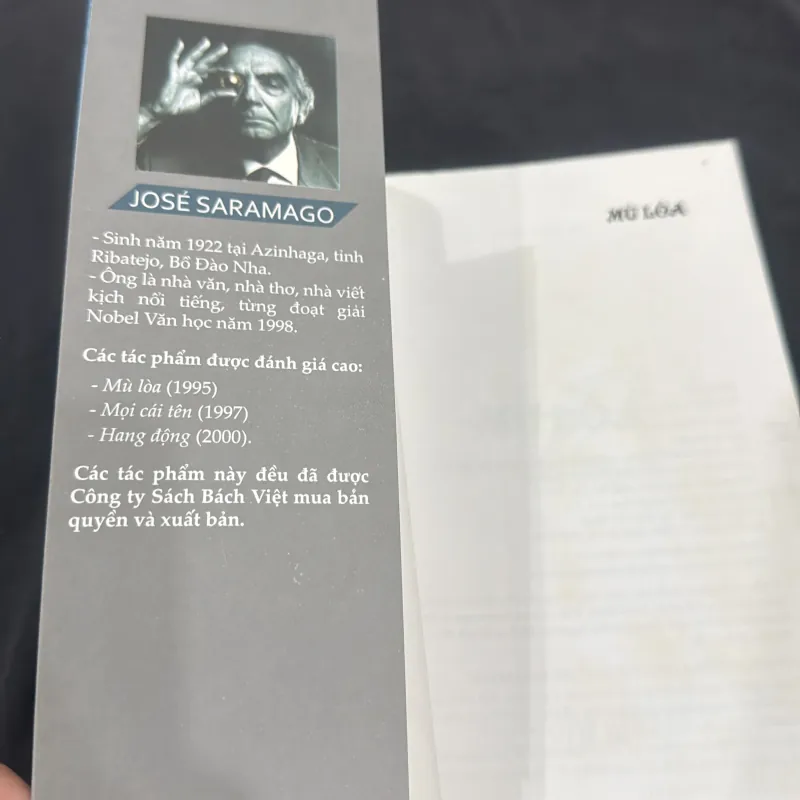 JOSÉ SARAMAGO
- Sinh năm 1922 tại Azinhaga, tỉnh
Ribatejo, Bồ Đào Nha.
- Ông là nhà văn, nhà thơ, nhà viết
kịch nổi tiếng, từng đoạt giải
Nobel Văn học năm 1998.
Các tác phẩm được đánh giá cao:
- Mù lòa (1995)
- Mọi cái tên (1997)
- Hang động (2000).
Các tác phẩm này đều đã được
Công ty Sách Bách Việt mua bản
quyền và xuất bản.
MÙ LÒA